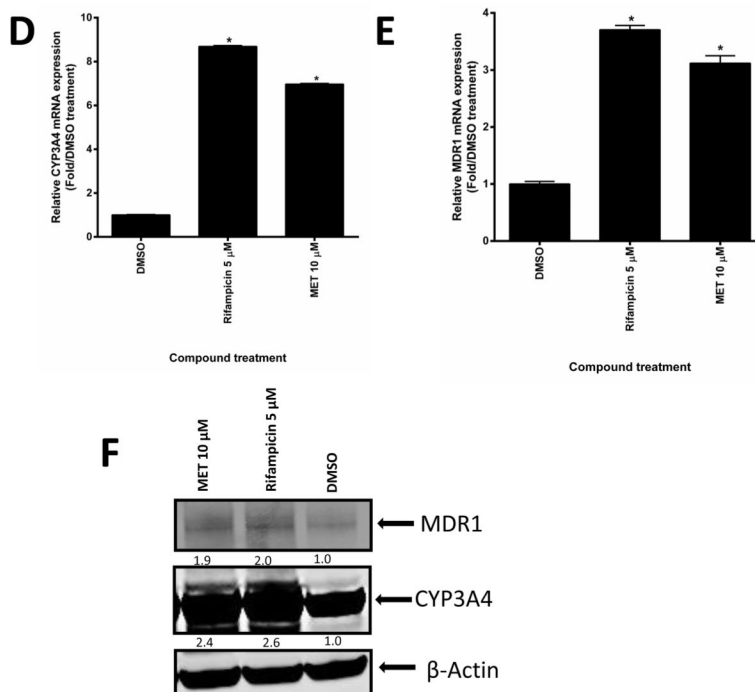 D
Relative CYP3A4 mRNA expression
(Fold/DMSO treatment)
10
8
6
4
2
0
*
*
DMSO
Rifampicin 5 μM
MET 10 μM
Compound treatment
E
Relative MDR1 mRNA expression
(Fold/DMSO treatment)
4
3
2
1
0
*
*
DMSO
Rifampicin 5 μM
MET 10 μM
Compound treatment
F
MET 10 μM
Rifampicin 5 μM
DMSO
MDR1
1.9 2.0 1.0
CYP3A4
2.4 2.6 1.0
β-Actin